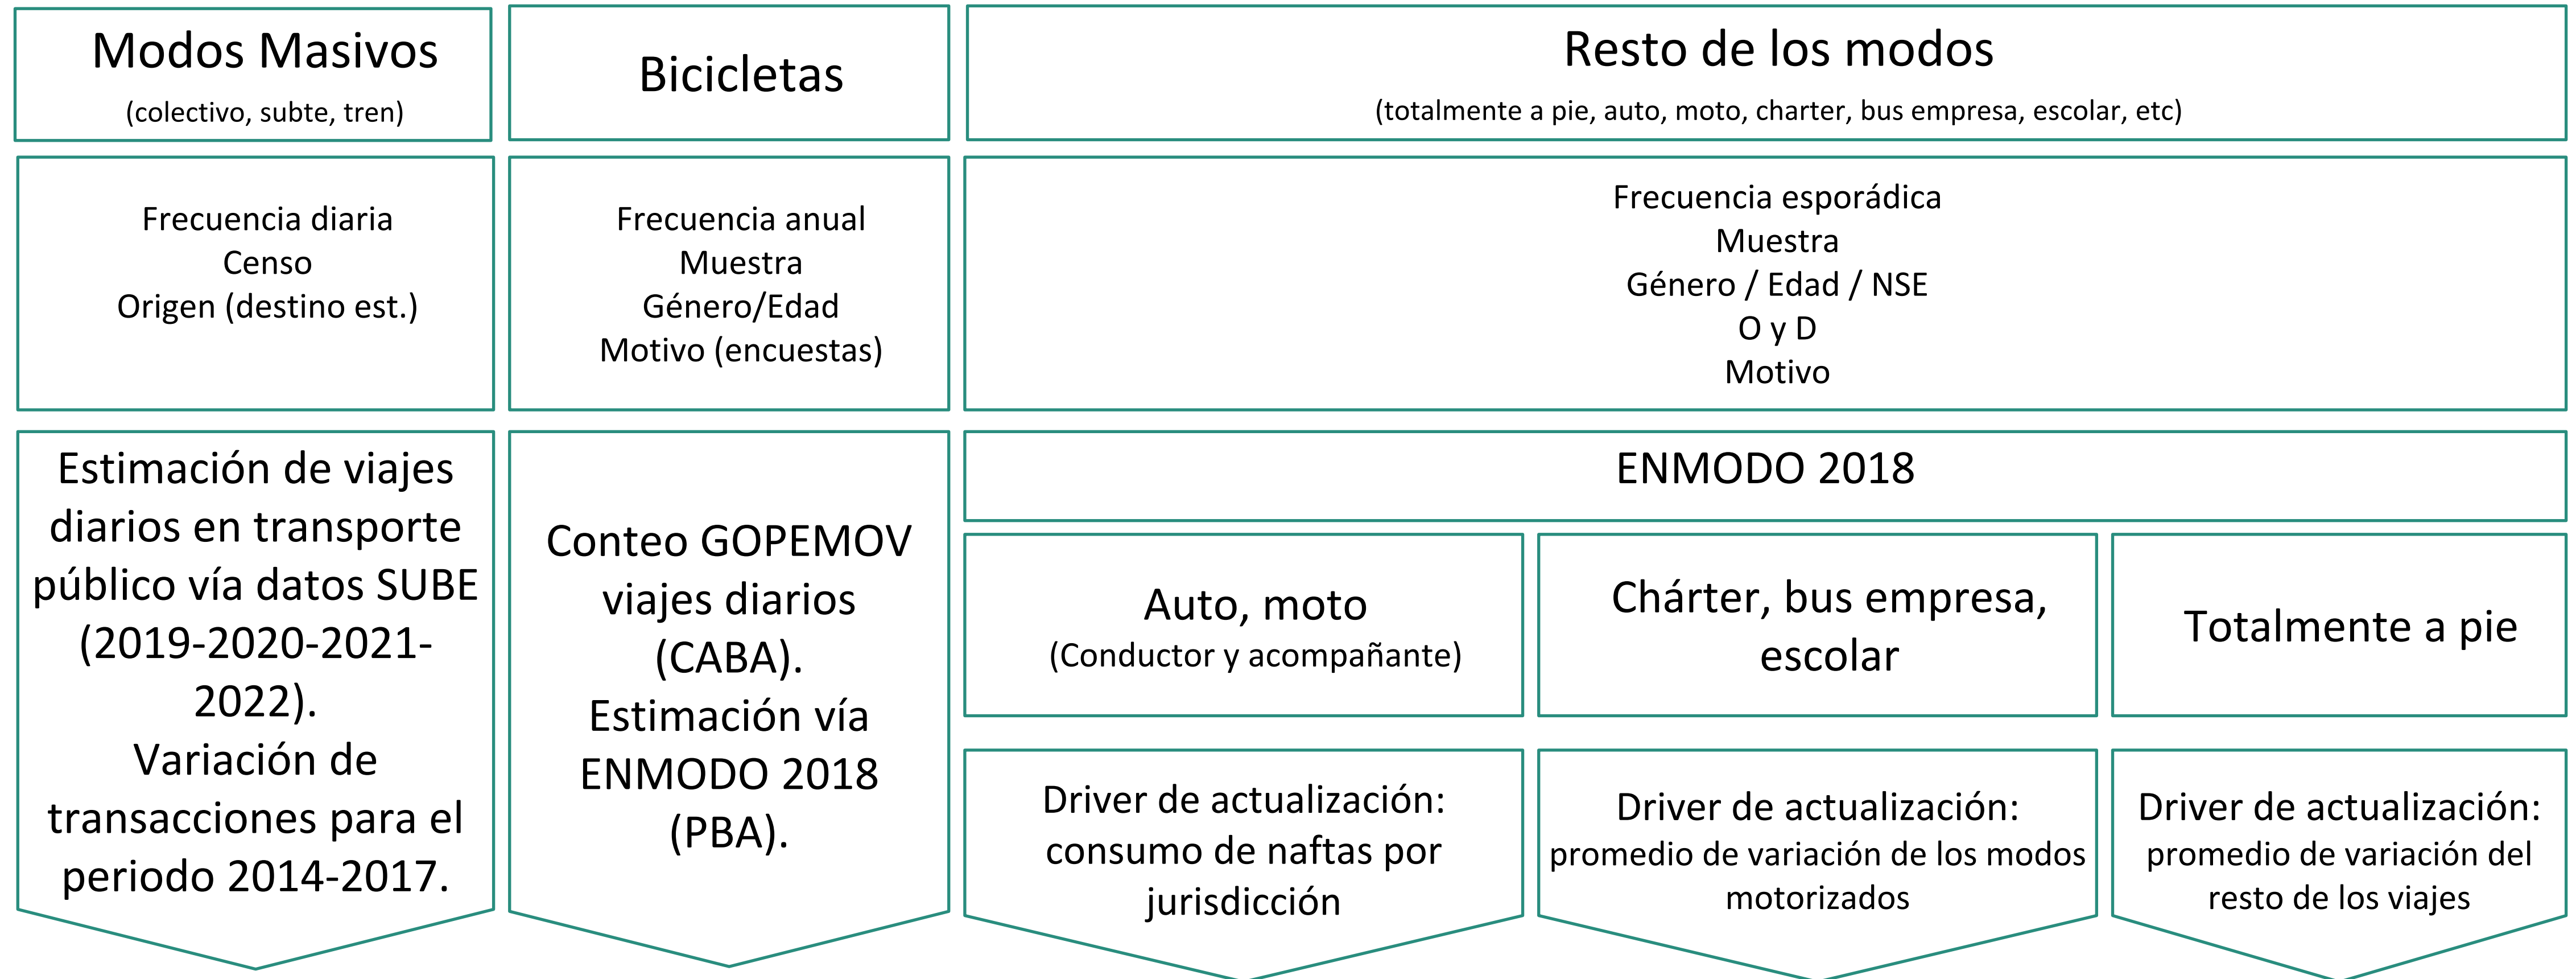 Modos Masivos
(colectivo, subte, tren)
Bicicletas
Resto de los modos
(totalmente a pie, auto, moto, charter, bus empresa, escolar, etc)
Frecuencia diaria
Censo
Origen (destino est.)
Frecuencia anual
Muestra
Género/Edad
Motivo (encuestas)
Frecuencia esporádica
Muestra
Género / Edad / NSE
O y D
Motivo
Estimación de viajes
diarios en transporte
público vía datos SUBE
(2019-2020-2021-
2022).
Variación de
transacciones para el
periodo 2014-2017.
Conteo GOPEMOV
viajes diarios
(CABA).
Estimación vía
ENMODO 2018
(PBA).
ENMODO 2018
Auto, moto
(Conductor y acompañante)
Chárter, bus empresa,
escolar
Totalmente a pie
Driver de actualización:
consumo de naftas por
jurisdicción
Driver de actualización:
promedio de variación de los modos
motorizados
Driver de actualización:
promedio de variación del
resto de los viajes